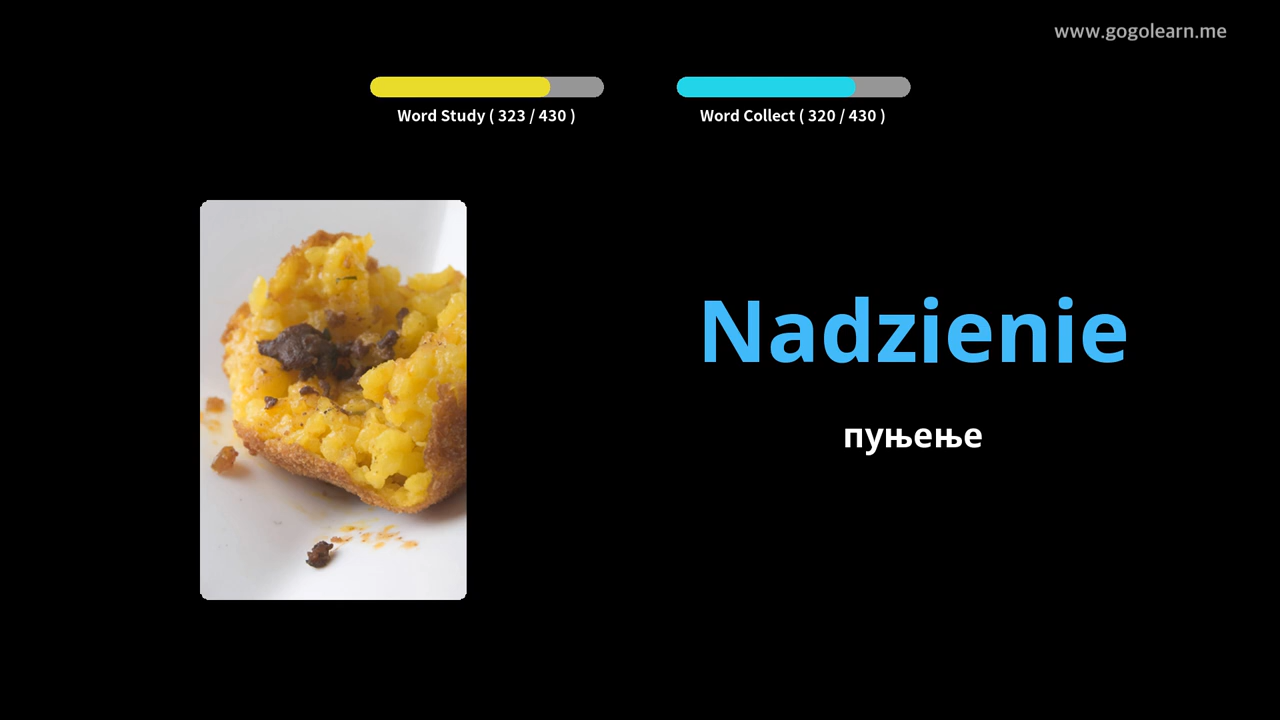 www.gogolearn.me
Word Study ( 323 / 430 )
Word Collect ( 320 / 430 )
Nadzienie
пуњење